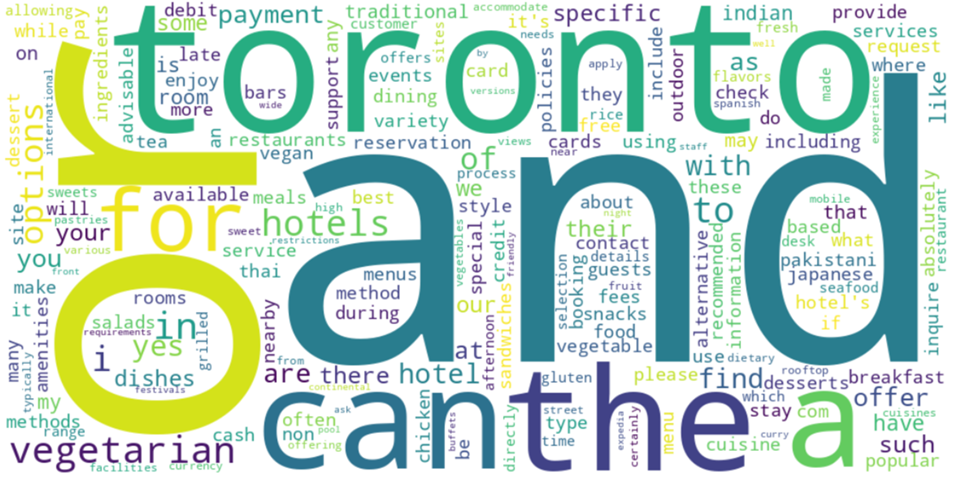 allowing
debit
payment
traditional
accommodate
it's
specific
indian
provide
while
pay
some
customer
any
offers
sites
needs
by
apply
include
as
well
fresh
services
on
ingredients
toronto
late
is
enjoy
room
bars
wide
support
events
card
versions
policies
they
rice
outdoor
check
flavors
spanish
made
request
where
like
international
advisable
more
dining
variety
free
do
experience
dessert
options
or
tea
an
restaurants
vegan
reservation
views
cards
near
using
staff
may
including
sweets
pastries
various
front
site
will
your
you
available
for
meals
sweet
service
high
best
restrictions
hotels
thai
and
of
we
process
style
special
credit
vegetables
friendly
our
with
these
to
about
night
their
contact
details
guests
selection
booking
fruit
fees
snacks
food
vegetable
alternative
recommended
information
mobile
that
based
desk
what
pakistani
japanese
seafood
hotel's
if
absolutely
restaurant
inquire
make
it
many
typically
amenities
rooms
salads
requirements
in
yes
i
grilled
dishes
festivals
nearby
from
menus
method
during
at
afternoon
sandwiches
use
dietary
my
methods
range
vegetarian
facilities
currency
cash
are
there
continental
hotel
often
ask
non
pool
offering
can
chicken
buffets
be
directly
the
gluten
street
type
time
expedia
certainly
please
menu
find
rooftop
desserts
which
stay
com
cuisine
curry
a
breakfast
offer
cuisines
have
such
popular